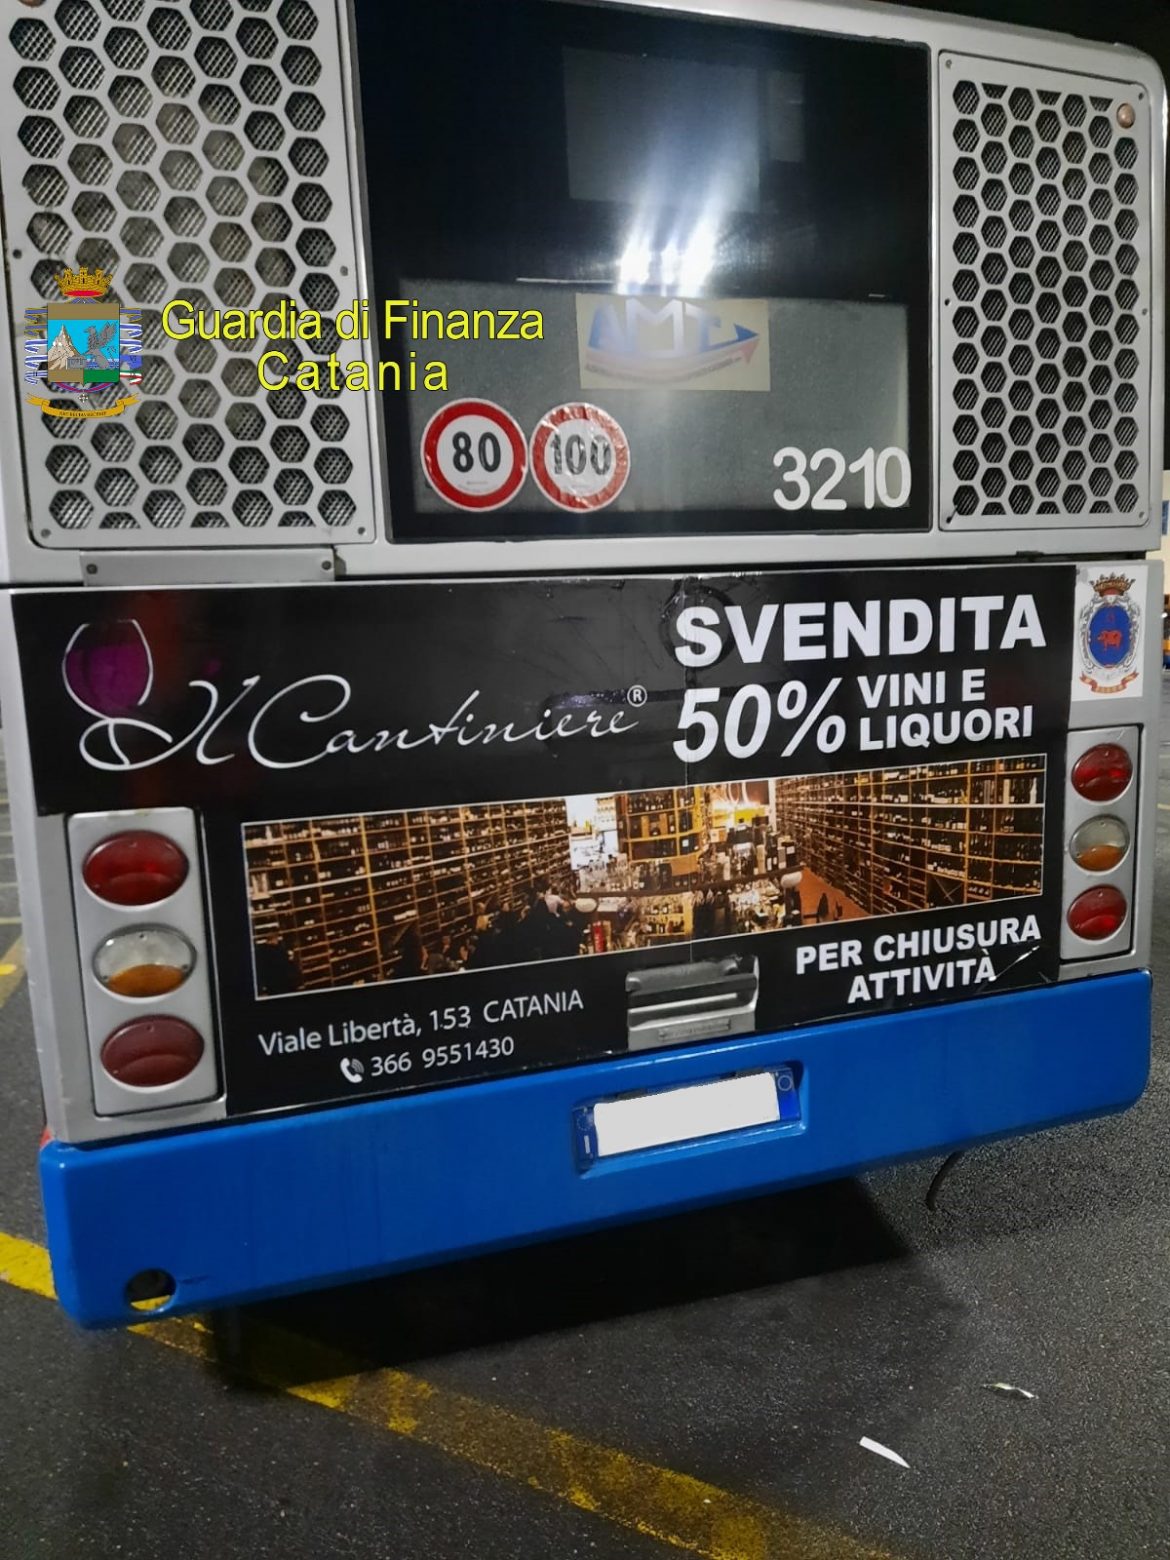 Guardia di Finanza
Catania
AMT
80
100
3210
Il Cantiniere®
SVENDITA
50% VINI E
LIQUORI
PER CHIUSURA
ATTIVITÀ
Viale Libertà, 153 CATANIA
366 9551430